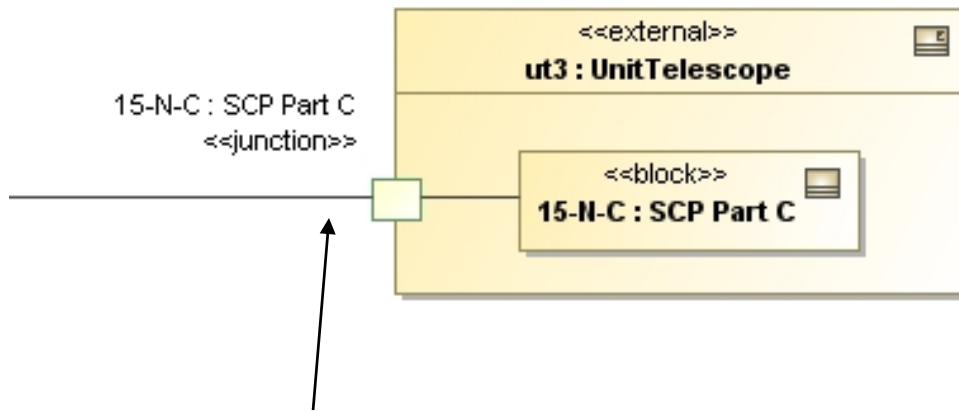 <<external>>
ut3 : UnitTelescope
15-N-C : SCP Part C
<<junction>>
<<block>>
15-N-C : SCP Part C